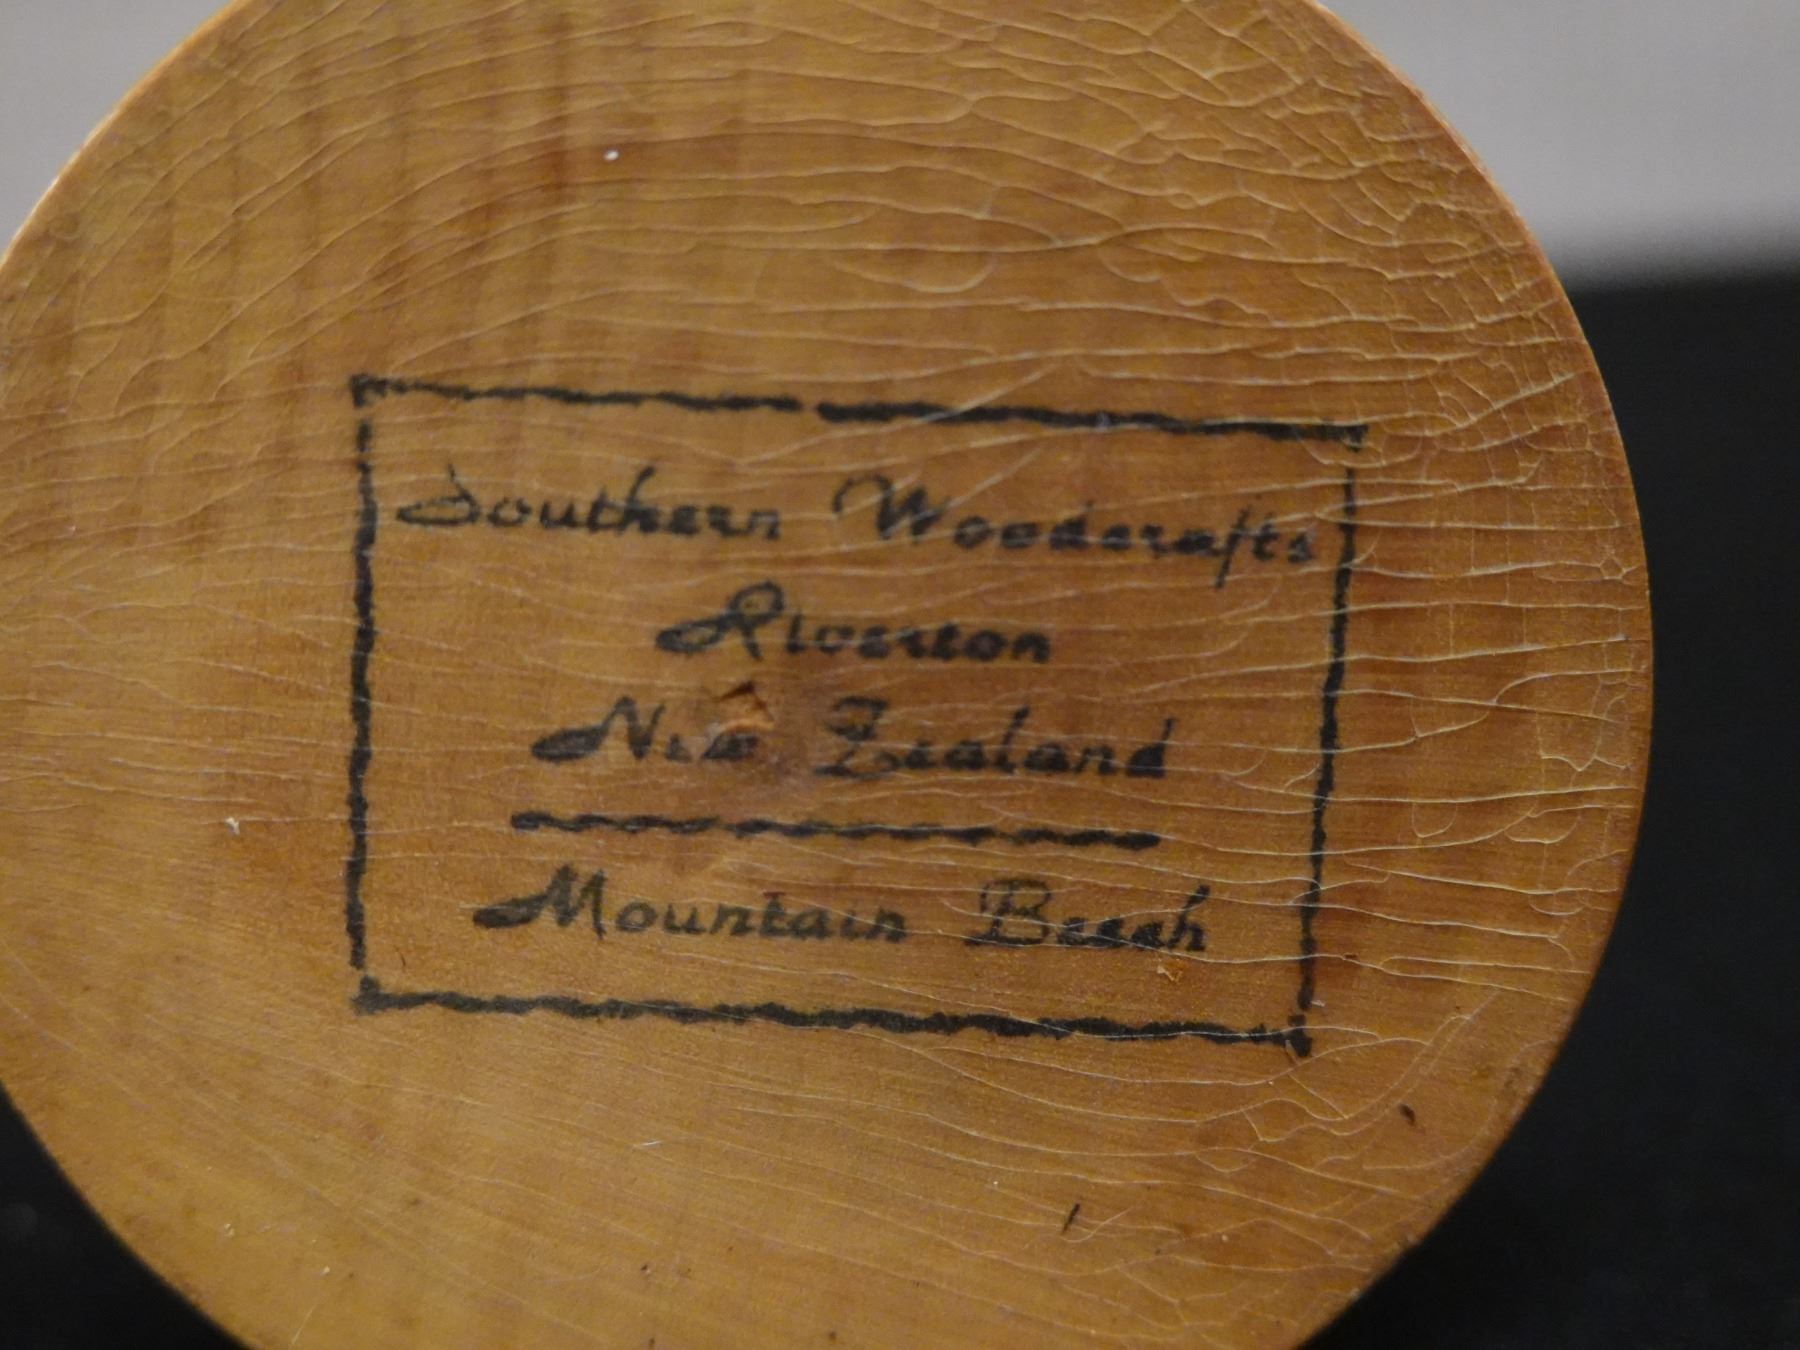 Southern Woodcrafts
Riverton
New Zealand
Mountain Beech